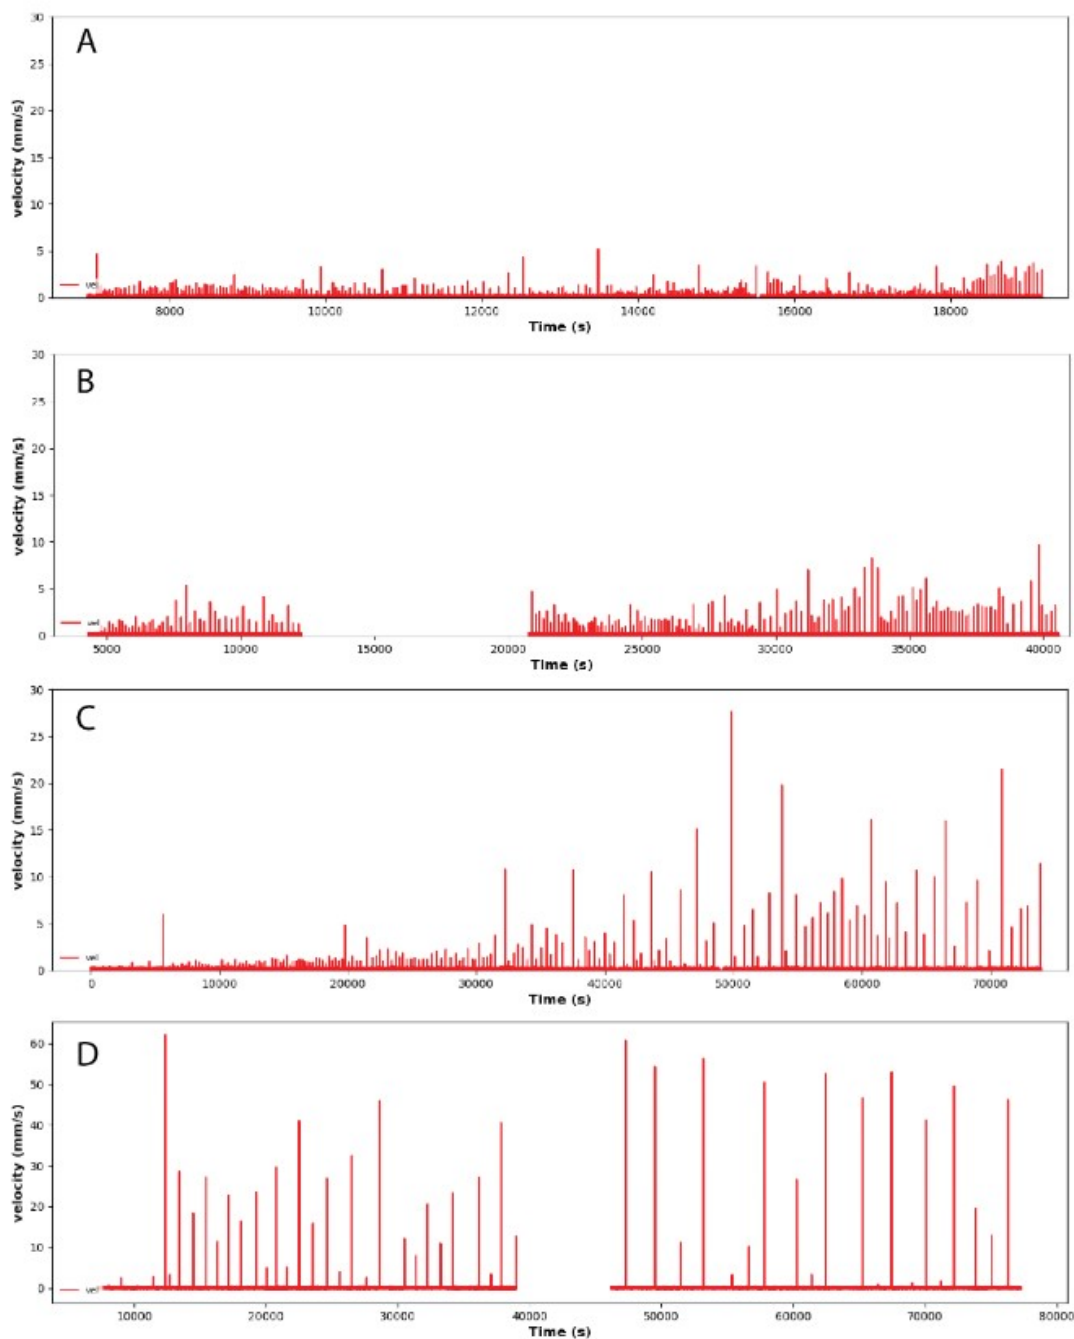 A
velocity (mm/s)
30
25
20
15
10
5
0
vel
8000 10000 12000 14000 16000 18000
Time (s)
B
velocity (mm/s)
30
25
20
15
10
5
0
vel
5000 10000 15000 20000 25000 30000 35000 40000
Time (s)
C
velocity (mm/s)
30
25
20
15
10
5
0
vel
0 10000 20000 30000 40000 50000 60000 70000
Time (s)
D
velocity (mm/s)
60
50
40
30
20
10
0
vel
10000 20000 30000 40000 50000 60000 70000 80000
Time (s)